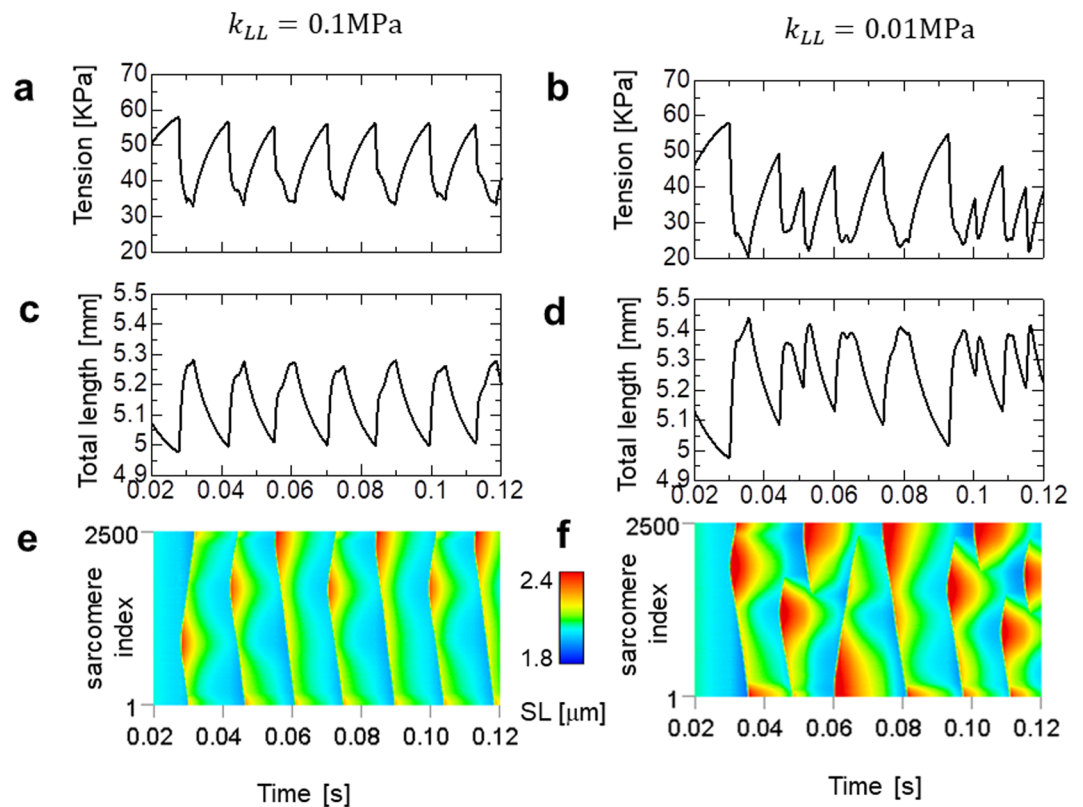 k_LL = 0.1MPa
k_LL = 0.01MPa
a
Tension [KPa]
70
60
50
40
30
20
b
Tension [KPa]
70
60
50
40
30
20
c
Total length [mm]
5.5
5.4
5.3
5.2
5.1
5
4.9
0.02 0.04 0.06 0.08 0.10 0.12
d
Total length [mm]
5.5
5.4
5.3
5.2
5.1
5
4.9
0.02 0.04 0.06 0.08 0.10 0.12
e
2500
sarcomere
index
1
0.02 0.04 0.06 0.08 0.10 0.12
Time [s]
2.4
1.8
SL [μm]
f
2500
sarcomere
index
1
0.02 0.04 0.06 0.08 0.10 0.12
Time [s]